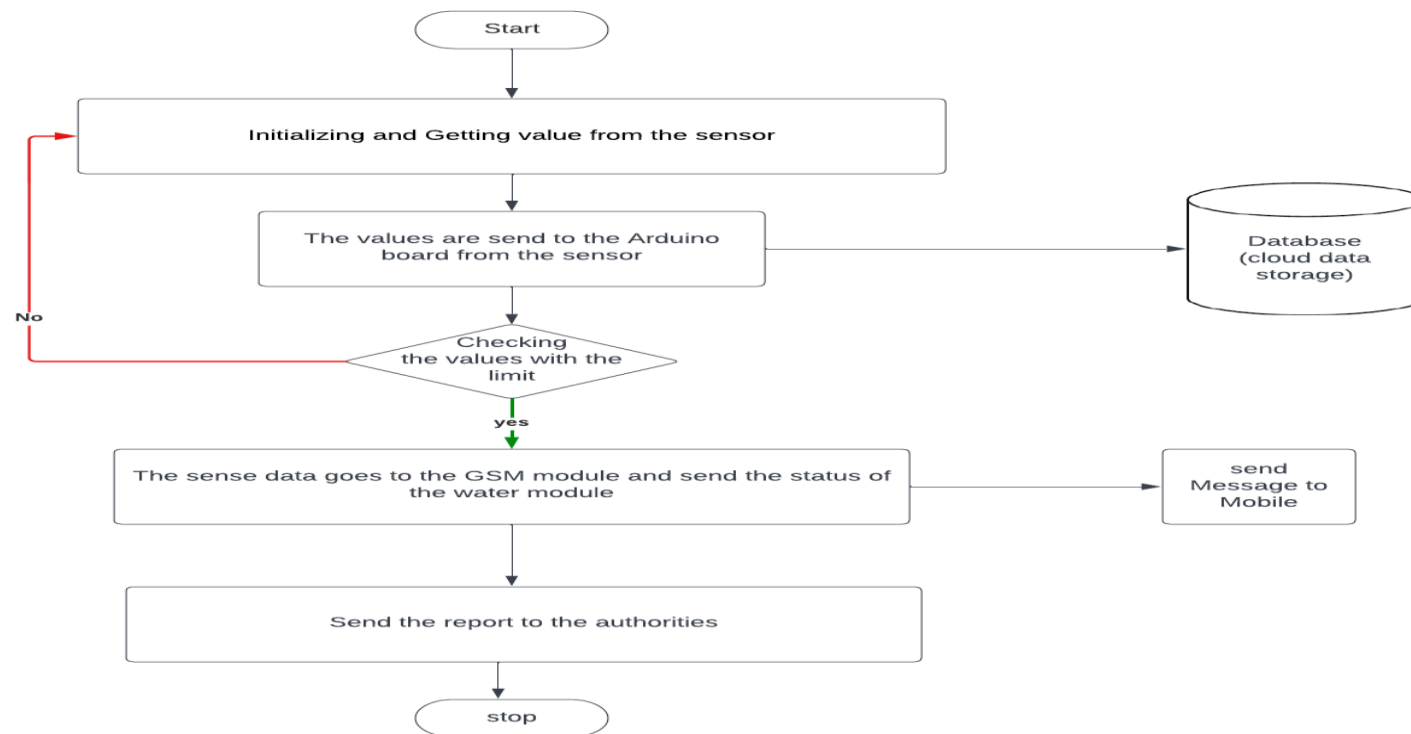 Start
Initializing and Getting value from the sensor
The values are send to the Arduino
board from the sensor
Database
(cloud data
storage)
No
Checking
the values with the
limit
yes
The sense data goes to the GSM module and send the status of
the water module
send
Message to
Mobile
Send the report to the authorities
stop